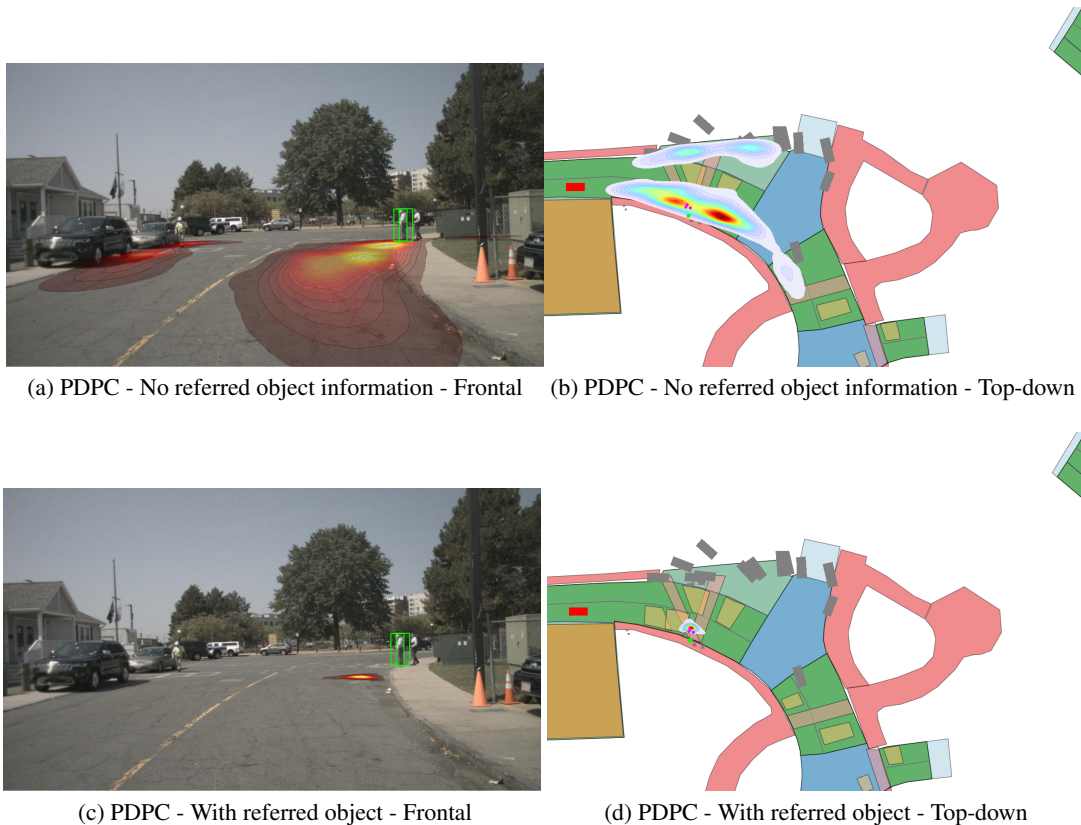 (a) PDPC - No referred object information - Frontal
(b) PDPC - No referred object information - Top-down
(c) PDPC - With referred object - Frontal
(d) PDPC - With referred object - Top-down